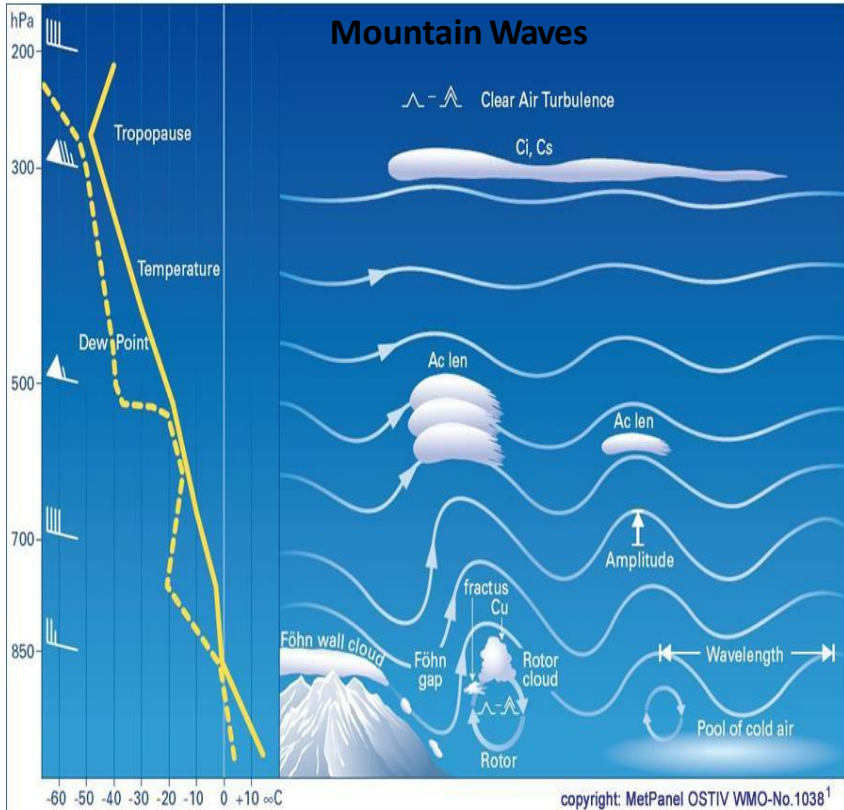 hPa
Mountain Waves
200
Clear Air Turbulence
Tropopause
Ci, Cs
300
Temperature
Dew Point
Ac len
500
Ac len
700
Amplitude
fractus
Cu
850
Föhn wall cloud
Föhn
gap
Rotor
cloud
Wavelength
Pool of cold air
Rotor
-60 -50 -40 -30 -20 -10 0 +10 ∞C
copyright: MetPanel OSTIV WMO-No.1038¹